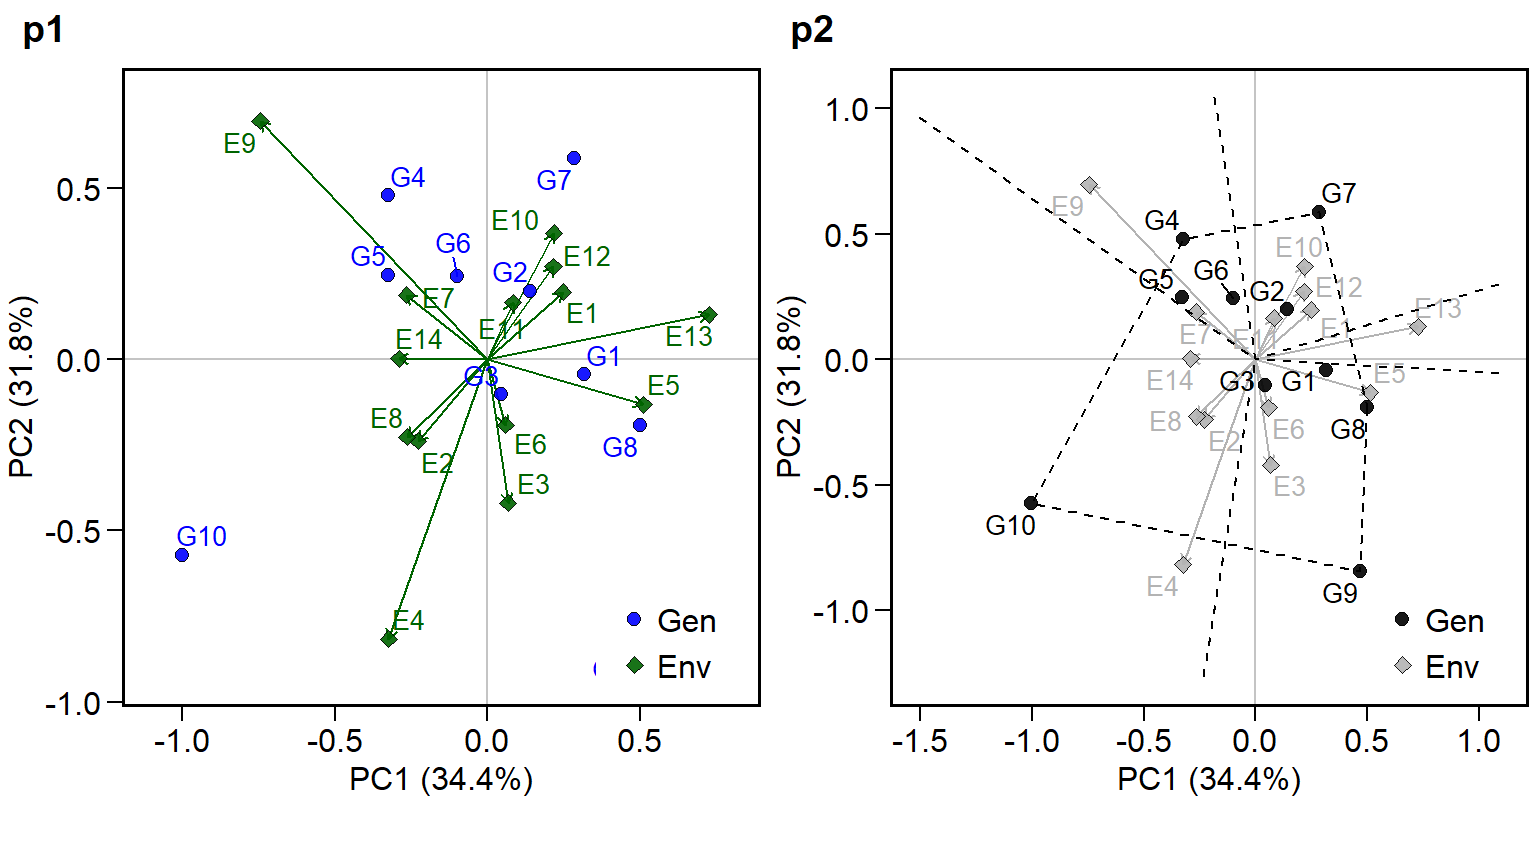 p1
E9
G4
G7
E10
G6
G5
E12
G2
E7
E1
E11
E14
E13
G1
G3
E5
E8
E6
G8
E2
E3
G10
E4
Gen
Env
0.5
0.0
-0.5
-1.0
-1.0 -0.5 0.0 0.5
PC1 (34.4%)
PC2 (31.8%)
p2
G7
E9
G4
E10
G6
G5
G2
E12
E13
E7
E11
E1
E14
G3
G1
E5
E8
E2
E6
G8
E3
G10
E4
G9
Gen
Env
1.0
0.5
0.0
-0.5
-1.0
-1.5 -1.0 -0.5 0.0 0.5 1.0
PC1 (34.4%)
PC2 (31.8%)